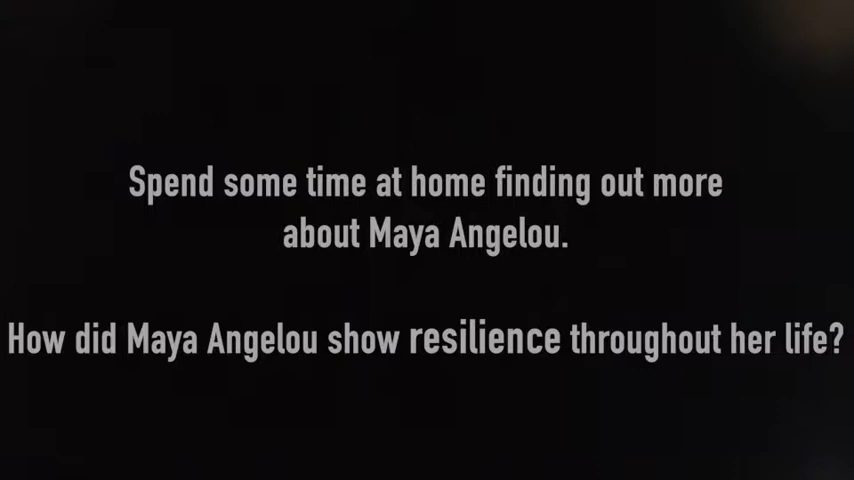 Spend some time at home finding out more
about Maya Angelou.
How did Maya Angelou show resilience throughout her life?